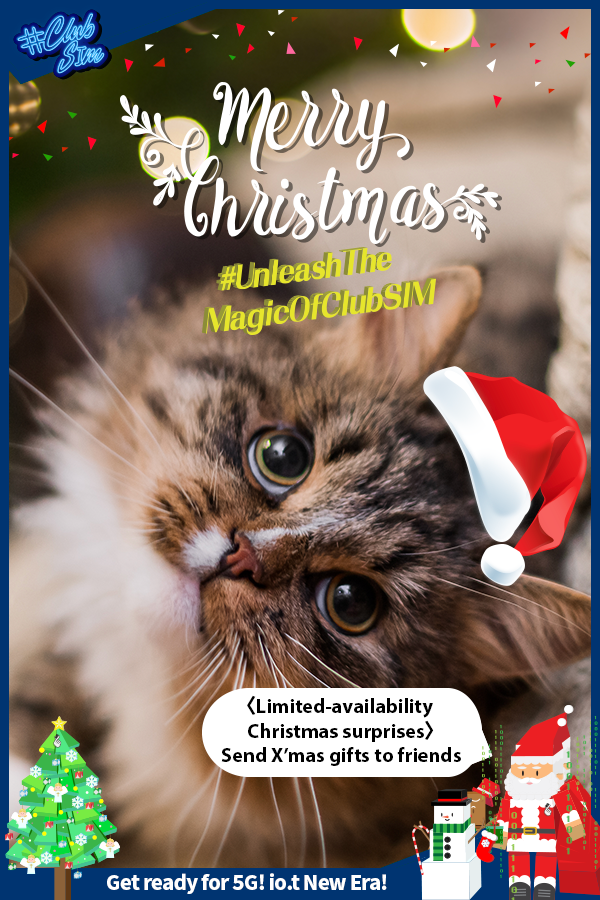 #Club
SIm
Merry
Christmas
#UnleashThe
MagicOfClubSIM
〈Limited-availability
Christmas surprises〉
Send X’mas gifts to friends
Get ready for 5G! io.t New Era!